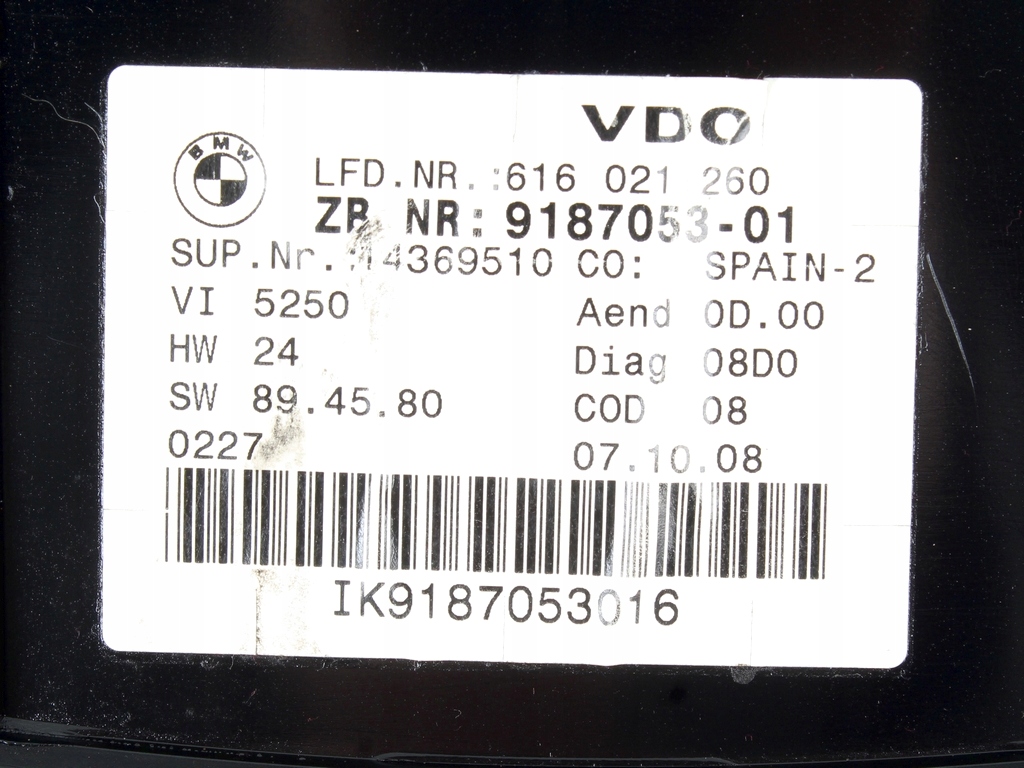 VDO
BMW
LFD.NR.:616 021 260
ZB NR: 9187053-01
SUP.Nr.:14369510 CO: SPAIN-2
VI 5250 Aend 0D.00
HW 24 Diag 08D0
SW 89.45.80 COD 08
0227 07.10.08
IK9187053016